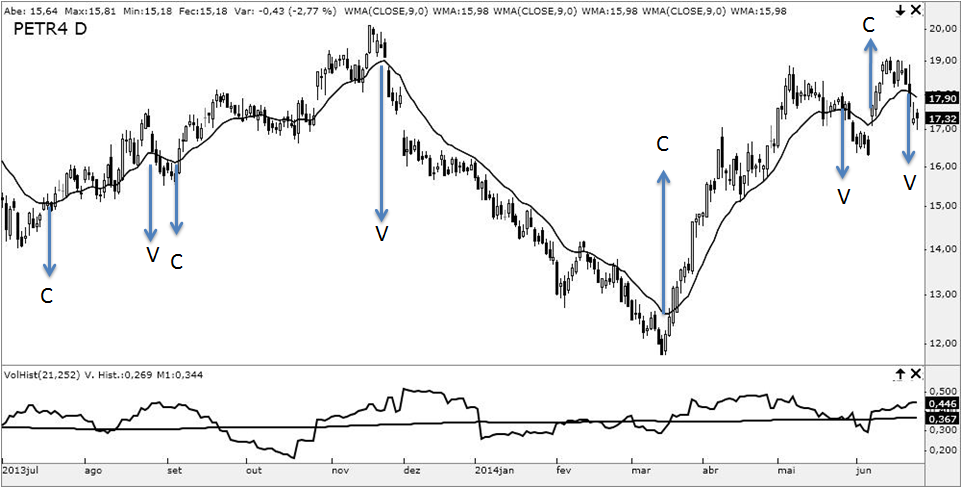 Abe: 15,64 Max:15,81 Min:15,18 Fec:15,18 Var: -0,43 (-2,77 %) WMA(CLOSE,9,0) WMA:15,98 WMA(CLOSE,9,0) WMA:15,98 WMA(CLOSE,9,0) WMA:15,98
PETR4 D
20,00
C
19,00
17,90
17,32
17,00
C
16,00
V
V
15,00
V
C
V
14,00
C
13,00
12,00
VolHist(21,252) V. Hist.:0,269 M1:0,344
0,500
0,446
0,367
0,300
0,200
2013jul ago set out nov dez 2014jan fev mar abr mai jun